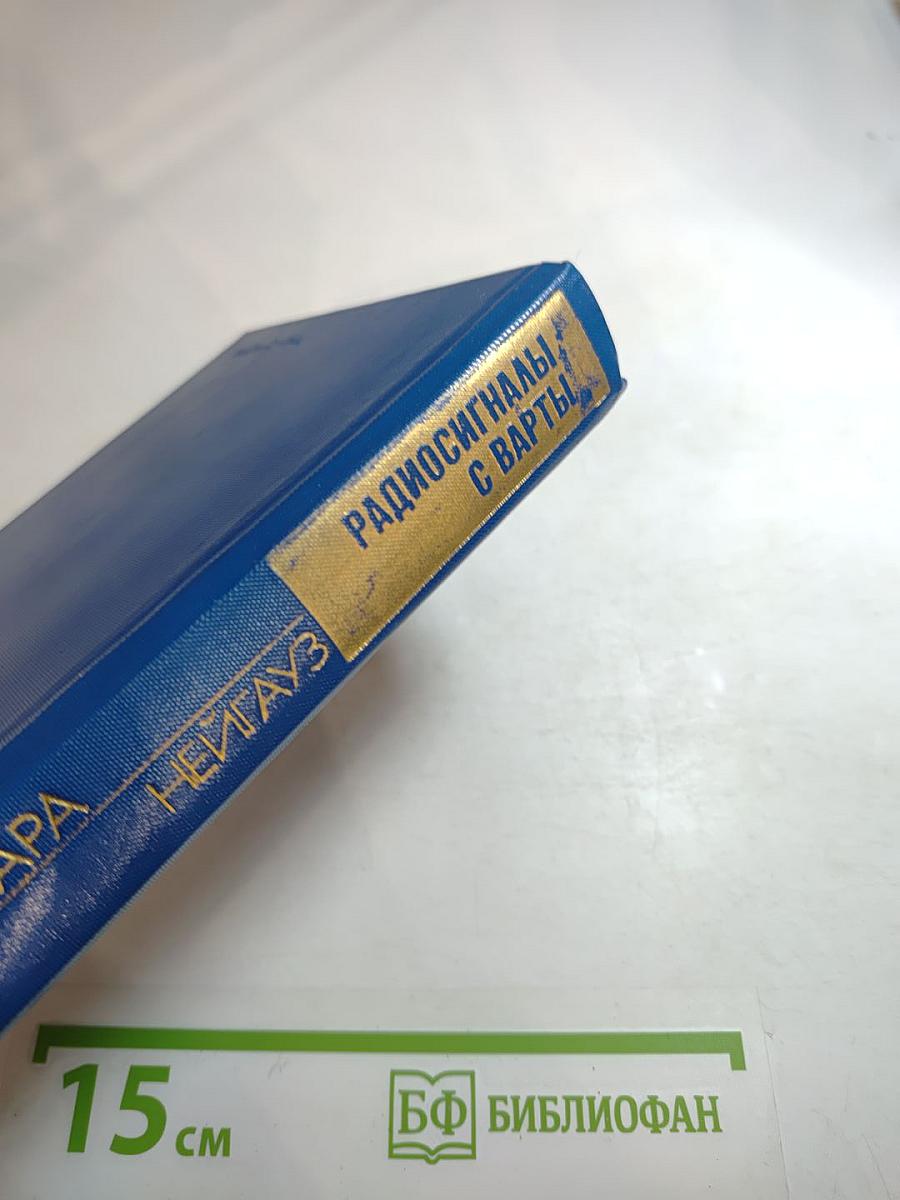 РАДИОСИГНАЛЫ
С ВАРТЫ
НЕЙГАУЗ
АРА
15 см
БФ БИБЛИОФАН